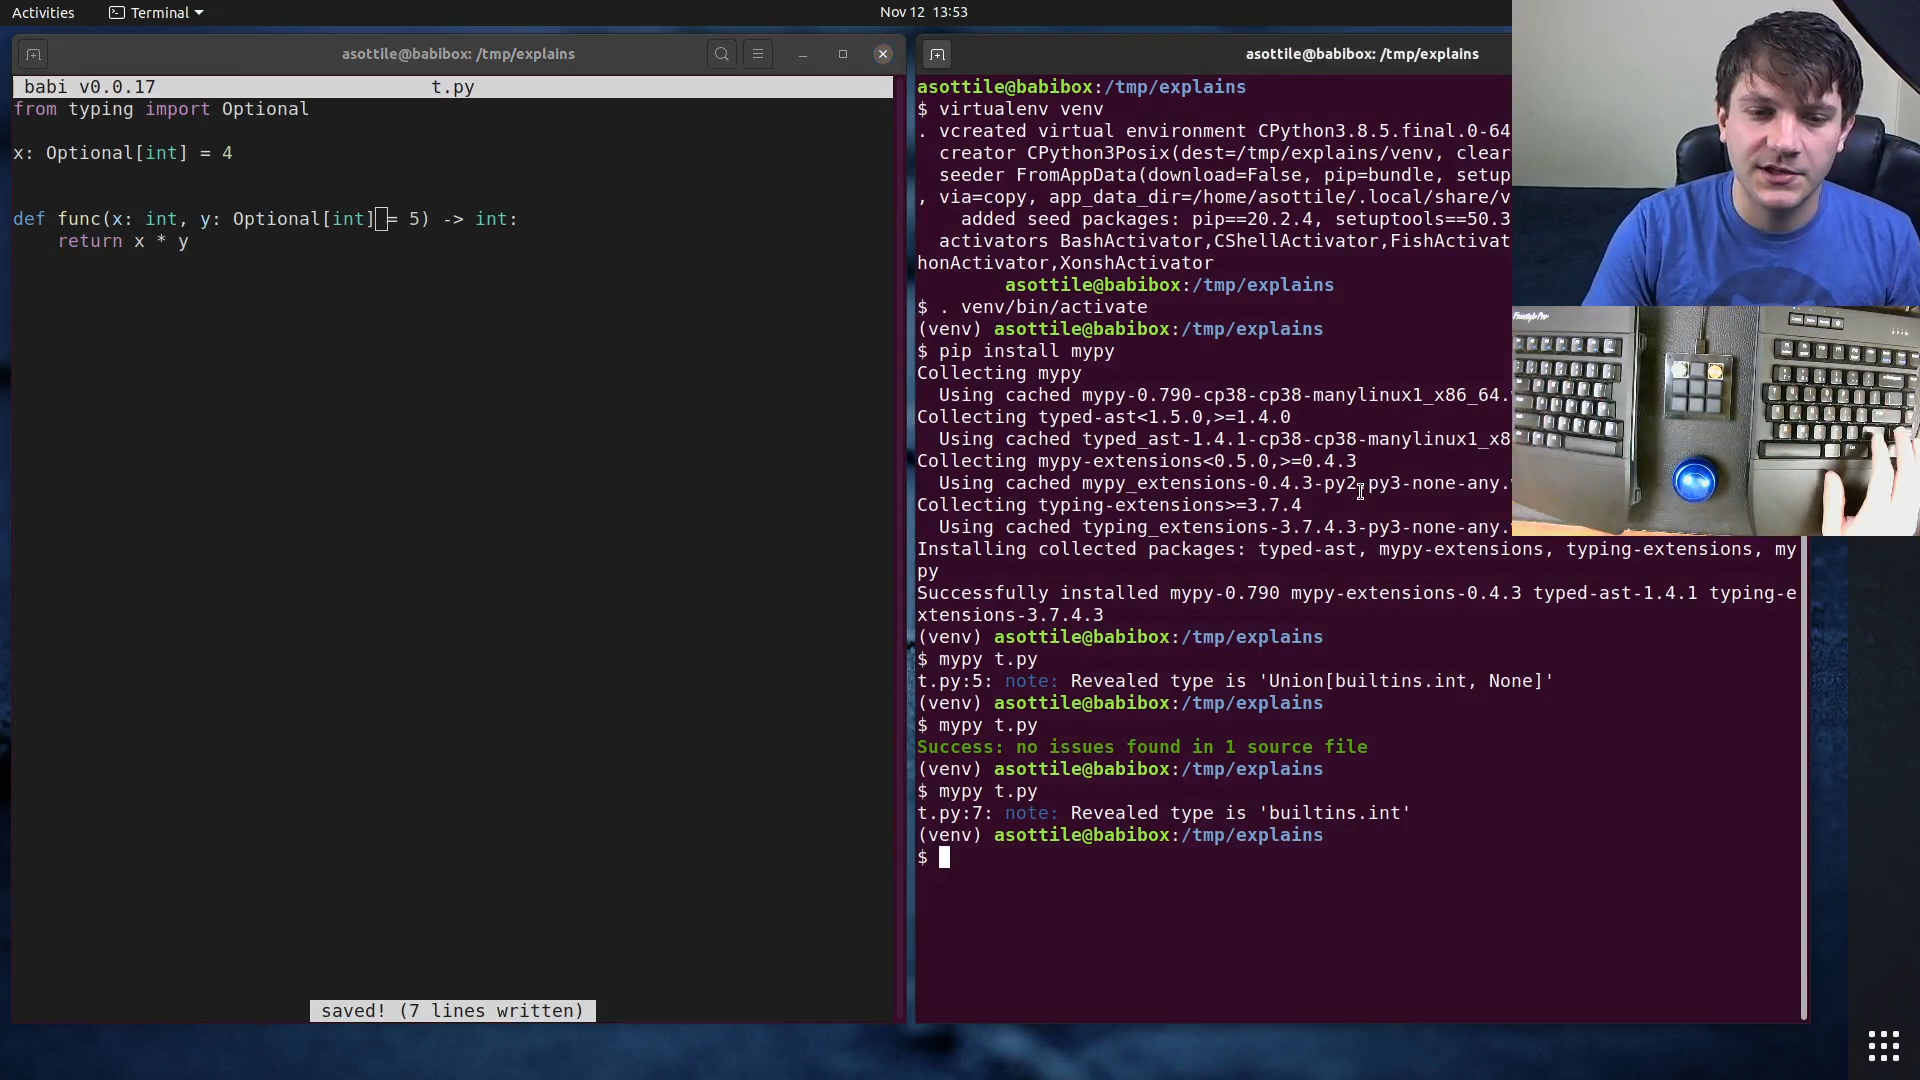 Activities
Terminal
Nov 12 13:53
asottile@babibox: /tmp/explains
babi v0.0.17
t.py
from typing import Optional
x: Optional[int] = 4
def func(x: int, y: Optional[int] = 5) -> int:
    return x * y
saved! (7 lines written)
asottile@babibox: /tmp/explains
asottile@babibox:/tmp/explains
$ virtualenv venv
. vcreated virtual environment CPython3.8.5.final.0-64
  creator CPython3Posix(dest=/tmp/explains/venv, clear
  seeder FromAppData(download=False, pip=bundle, setup
, via=copy, app_data_dir=/home/asottile/.local/share/v
    added seed packages: pip==20.2.4, setuptools==50.3
  activators BashActivator,CShellActivator,FishActivat
honActivator,XonshActivator
        asottile@babibox:/tmp/explains
$ . venv/bin/activate
(venv) asottile@babibox:/tmp/explains
$ pip install mypy
Collecting mypy
  Using cached mypy-0.790-cp38-cp38-manylinux1_x86_64.
Collecting typed-ast<1.5.0,>=1.4.0
  Using cached typed_ast-1.4.1-cp38-cp38-manylinux1_x8
Collecting mypy-extensions<0.5.0,>=0.4.3
  Using cached mypy_extensions-0.4.3-py2.py3-none-any.
Collecting typing-extensions>=3.7.4
  Using cached typing_extensions-3.7.4.3-py3-none-any.
Installing collected packages: typed-ast, mypy-extensions, typing-extensions, my
py
Successfully installed mypy-0.790 mypy-extensions-0.4.3 typed-ast-1.4.1 typing-e
xtensions-3.7.4.3
(venv) asottile@babibox:/tmp/explains
$ mypy t.py
t.py:5: note: Revealed type is 'Union[builtins.int, None]'
(venv) asottile@babibox:/tmp/explains
$ mypy t.py
Success: no issues found in 1 source file
(venv) asottile@babibox:/tmp/explains
$ mypy t.py
t.py:7: note: Revealed type is 'builtins.int'
(venv) asottile@babibox:/tmp/explains
$
Freestyle Pro